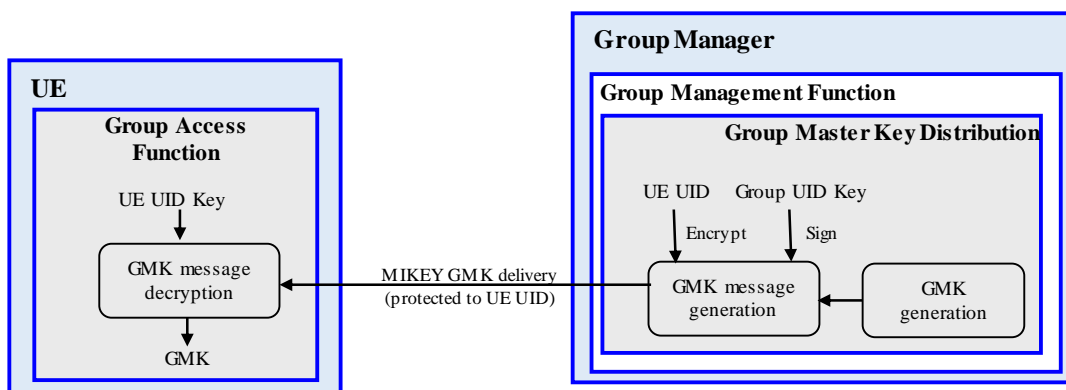 UE
Group Access
Function
UE UID Key
GMK message
decryption
GMK
MIKEY GMK delivery
(protected to UE UID)
Group Manager
Group Management Function
Group Master Key Distribution
UE UID
Group UID Key
Encrypt
Sign
GMK message
generation
GMK
generation